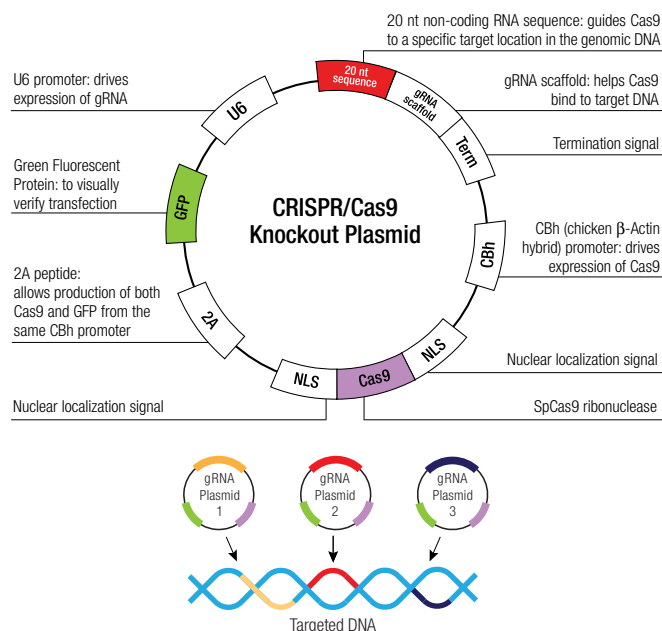 20 nt non-coding RNA sequence: guides Cas9
to a specific target location in the genomic DNA
U6 promoter: drives
expression of gRNA
20 nt
sequence
gRNA
scaffold
gRNA scaffold: helps Cas9
bind to target DNA
U6
Term
Termination signal
Green Fluorescent
Protein: to visually
verify transfection
GFP
CRISPR/Cas9
Knockout Plasmid
CBh
CBh (chicken β-Actin
hybrid) promoter: drives
expression of Cas9
2A peptide:
allows production of both
Cas9 and GFP from the
same CBh promoter
2A
NLS
Cas9
NLS
Nuclear localization signal
Nuclear localization signal
SpCas9 ribonuclease
gRNA
Plasmid
1
gRNA
Plasmid
2
gRNA
Plasmid
3
Targeted DNA